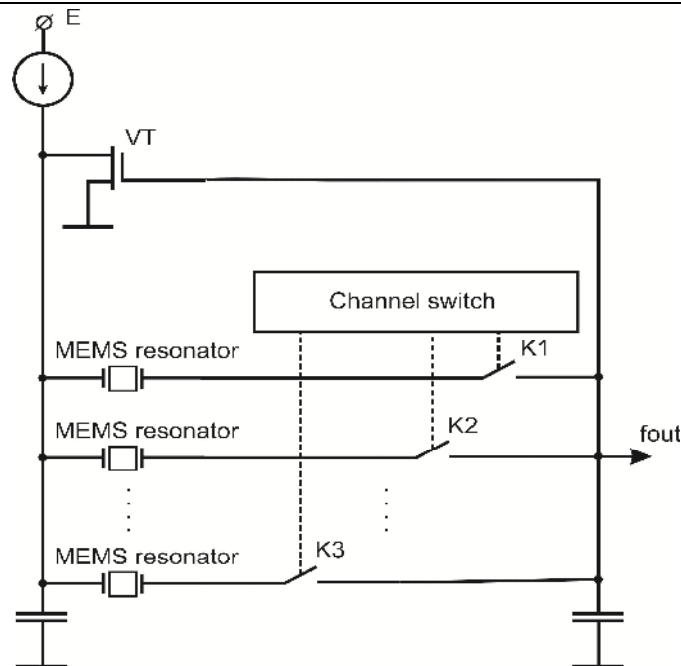 E
VT
Channel switch
MEMS resonator
K1
MEMS resonator
K2
fout
MEMS resonator
K3